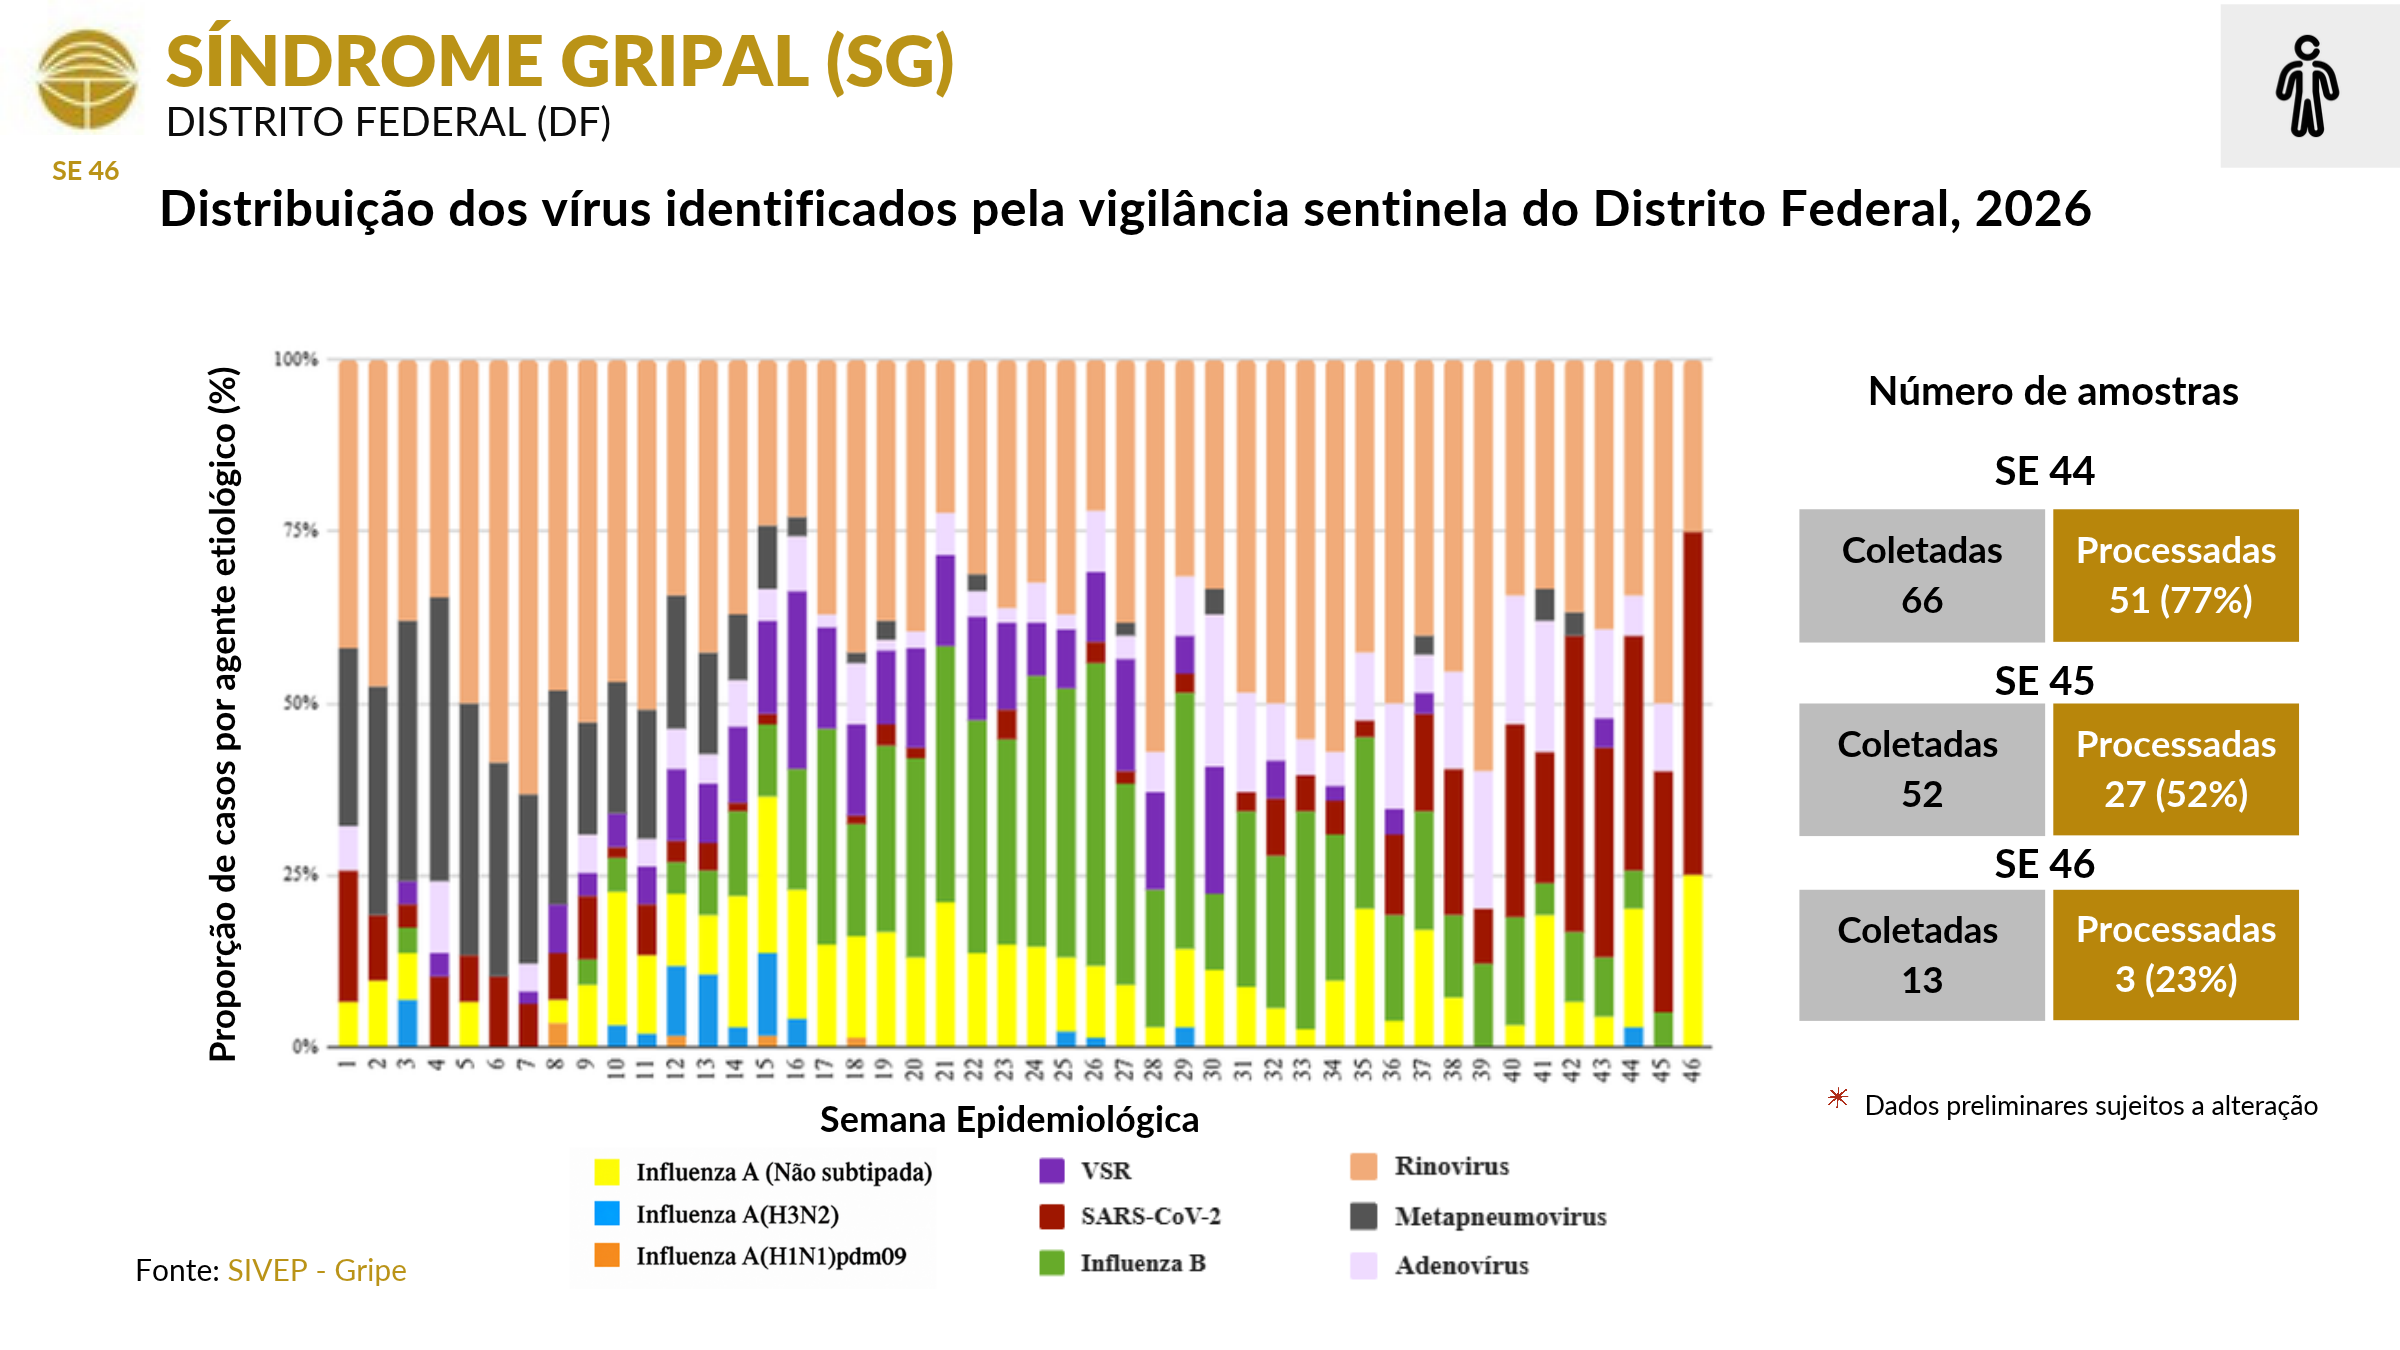 SÍNDROME GRIPAL (SG)
DISTRITO FEDERAL (DF)
SE 46
Distribuição dos vírus identificados pela vigilância sentinela do Distrito Federal, 2026
Proporção de casos por agente etiológico (%)
100%
75%
50%
25%
0%
1 2 3 4 5 6 7 8 9 10 11 12 13 14 15 16 17 18 19 20 21 22 23 24 25 26 27 28 29 30 31 32 33 34 35 36 37 38 39 40 41 42 43 44 45 46
Semana Epidemiológica
Influenza A (Não subtipada)
Influenza A(H3N2)
Influenza A(H1N1)pdm09
VSR
SARS-CoV-2
Influenza B
Rinovirus
Metapneumovirus
Adenovírus
Número de amostras
SE 44
Coletadas
66
Processadas
51 (77%)
SE 45
Coletadas
52
Processadas
27 (52%)
SE 46
Coletadas
13
Processadas
3 (23%)
Dados preliminares sujeitos a alteração
Fonte: SIVEP - Gripe